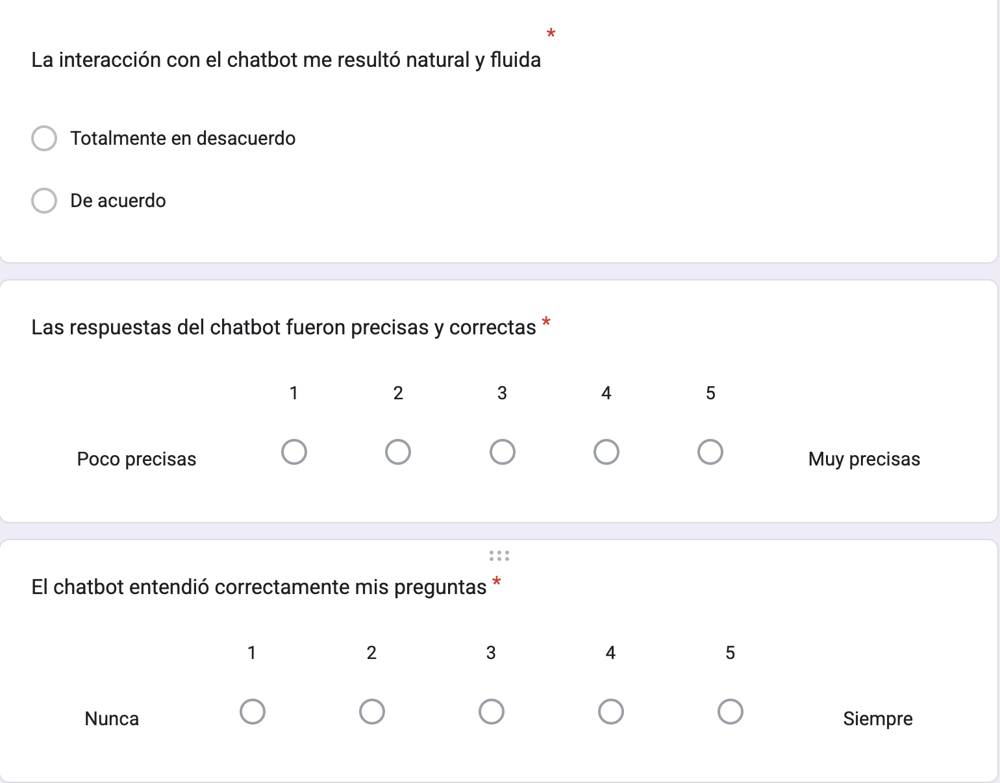 La interacción con el chatbot me resultó natural y fluida *
Totalmente en desacuerdo
De acuerdo
Las respuestas del chatbot fueron precisas y correctas *
1 2 3 4 5
Poco precisas Muy precisas
El chatbot entendió correctamente mis preguntas *
1 2 3 4 5
Nunca Siempre